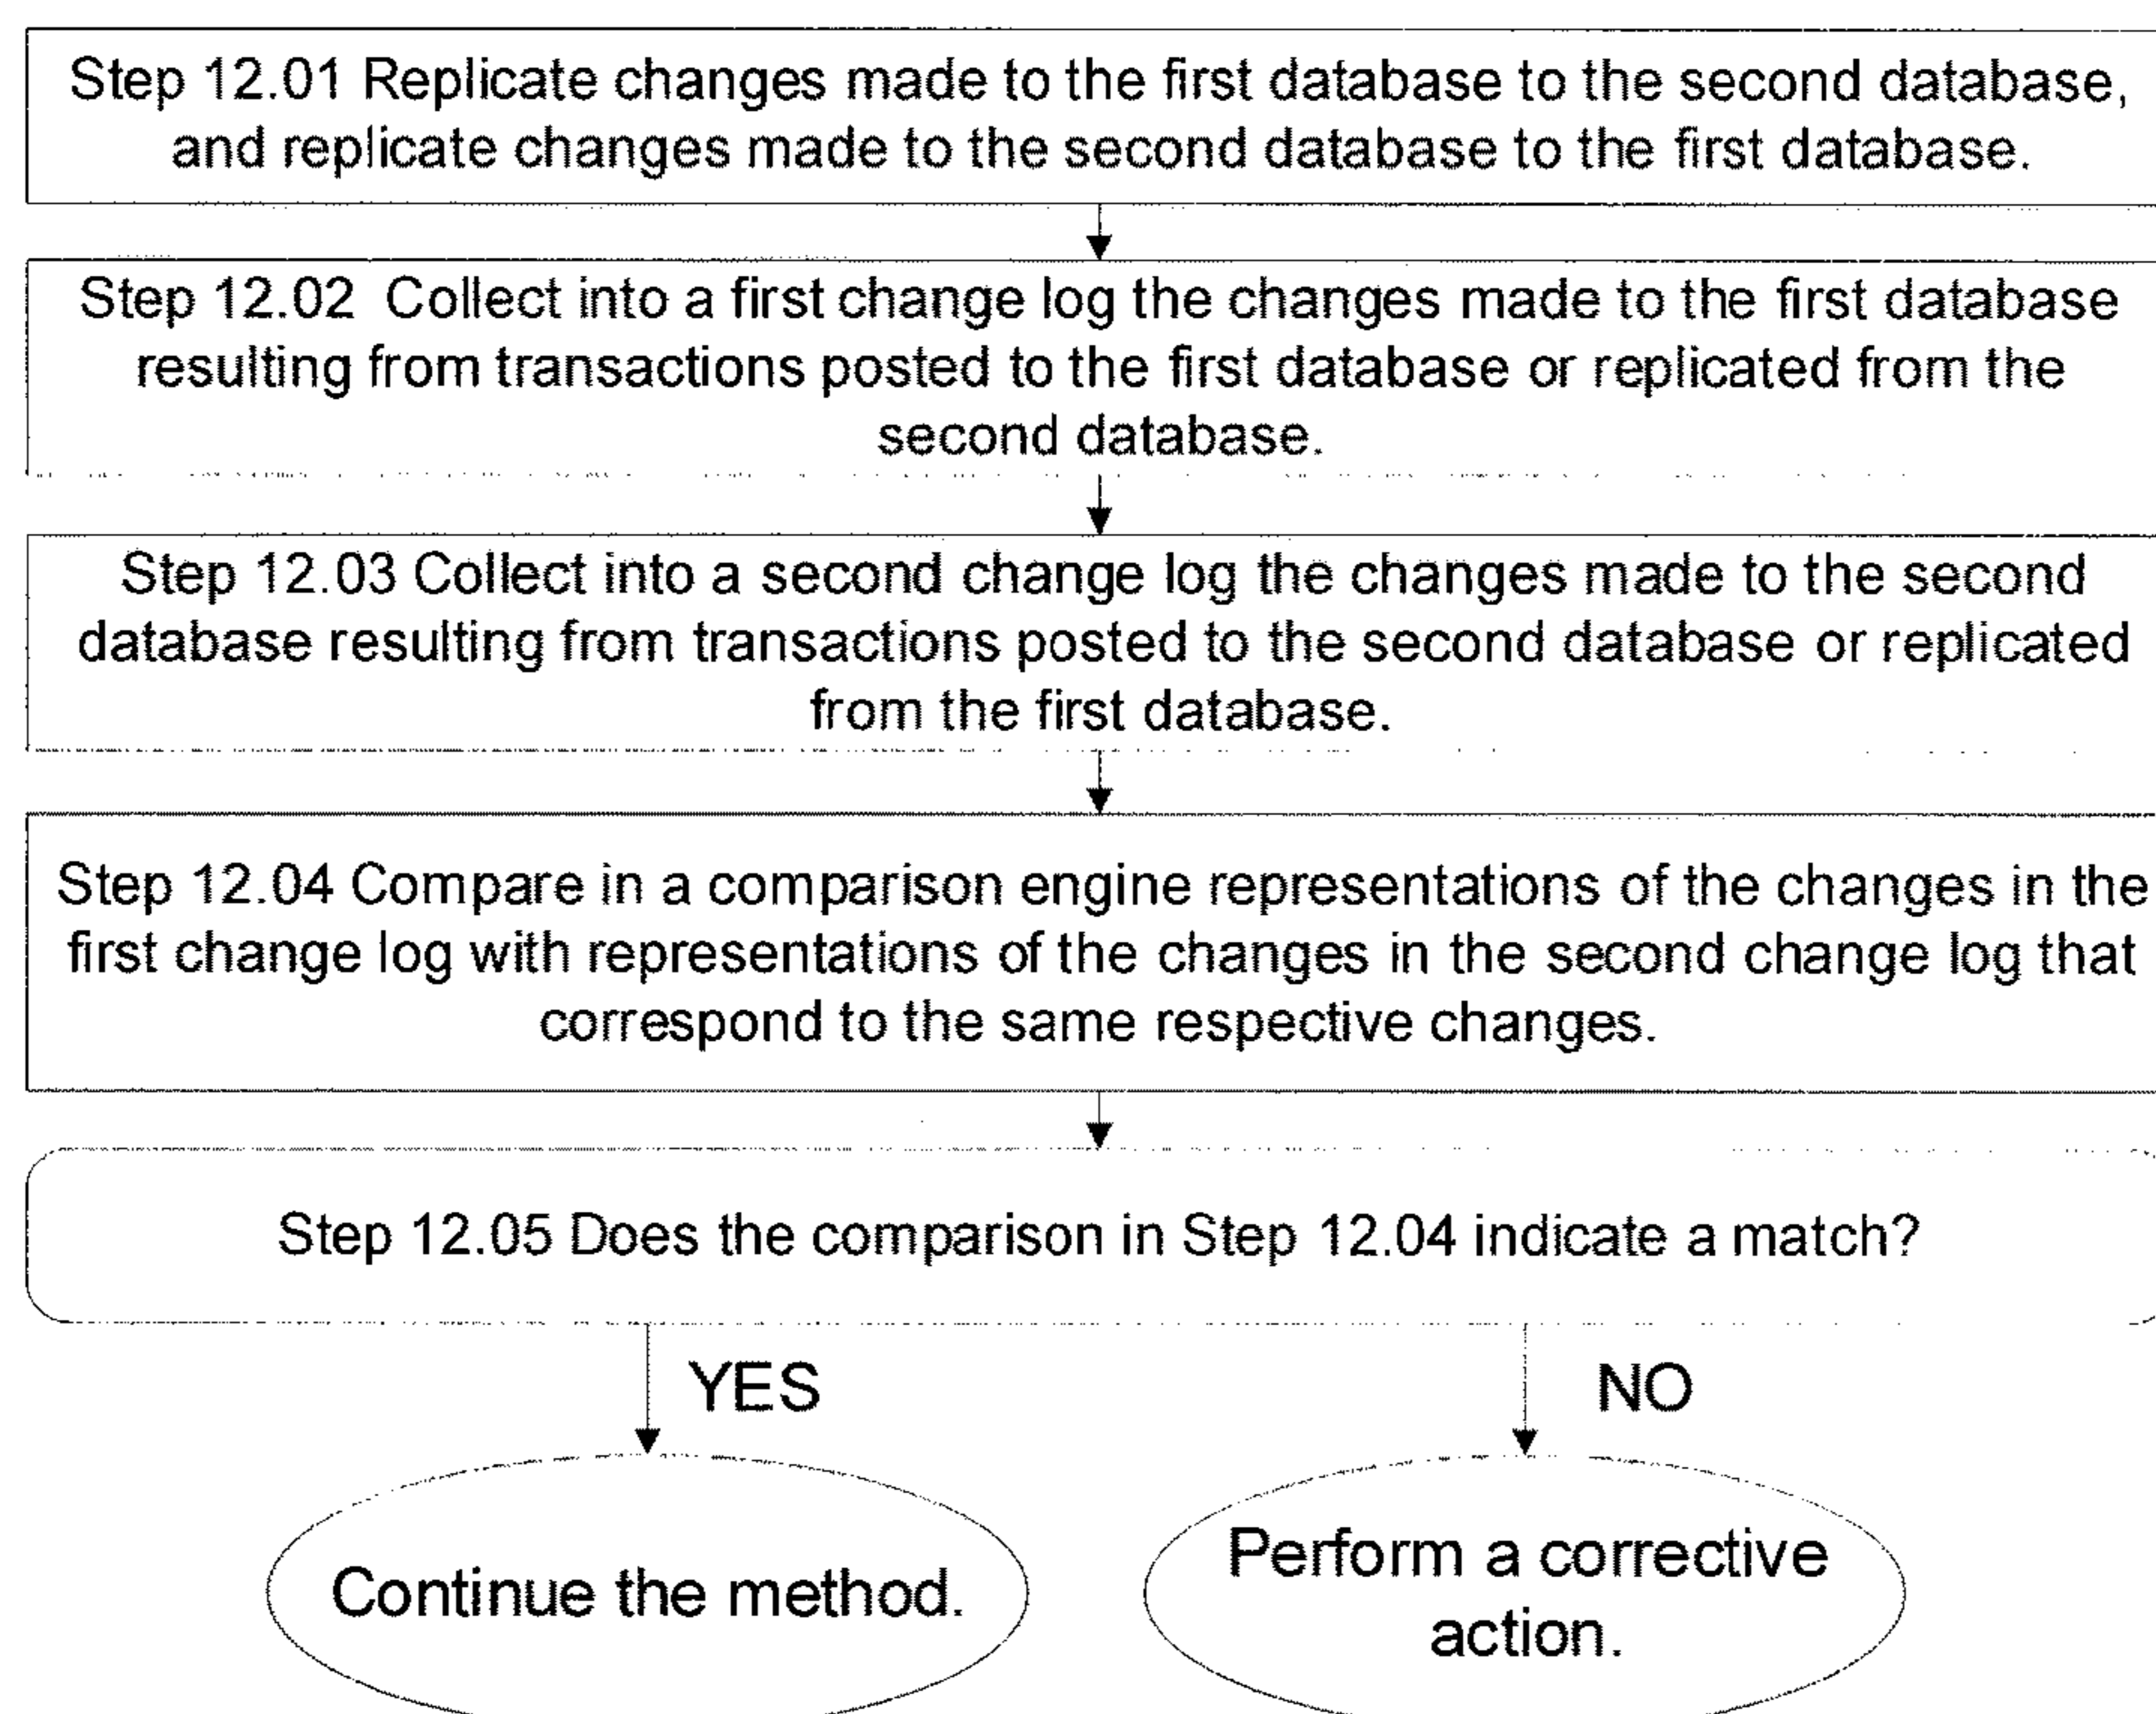 Step 12.01 Replicate changes made to the first database to the second database,
and replicate changes made to the second database to the first database.
Step 12.02 Collect into a first change log the changes made to the first database
resulting from transactions posted to the first database or replicated from the
second database.
Step 12.03 Collect into a second change log the changes made to the second
database resulting from transactions posted to the second database or replicated
from the first database.
Step 12.04 Compare in a comparison engine representations of the changes in the
first change log with representations of the changes in the second change log that
correspond to the same respective changes.
Step 12.05 Does the comparison in Step 12.04 indicate a match?
YES
NO
Continue the method.
Perform a corrective
action.